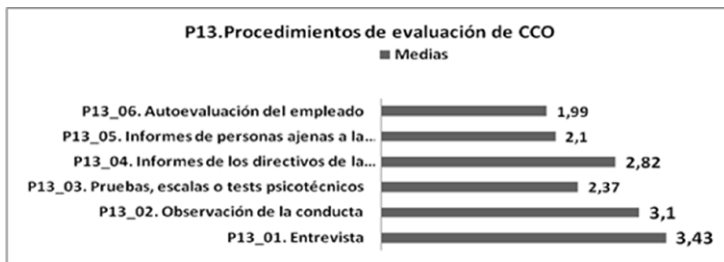 P13.Procedimientos de evaluación de CCO
Medias
P13_06. Autoevaluación del empleado 1,99
P13_05. Informes de personas ajenas a la... 2,1
P13_04. Informes de los directivos de la... 2,82
P13_03. Pruebas, escalas o tests psicotécnicos 2,37
P13_02. Observación de la conducta 3,1
P13_01. Entrevista 3,43